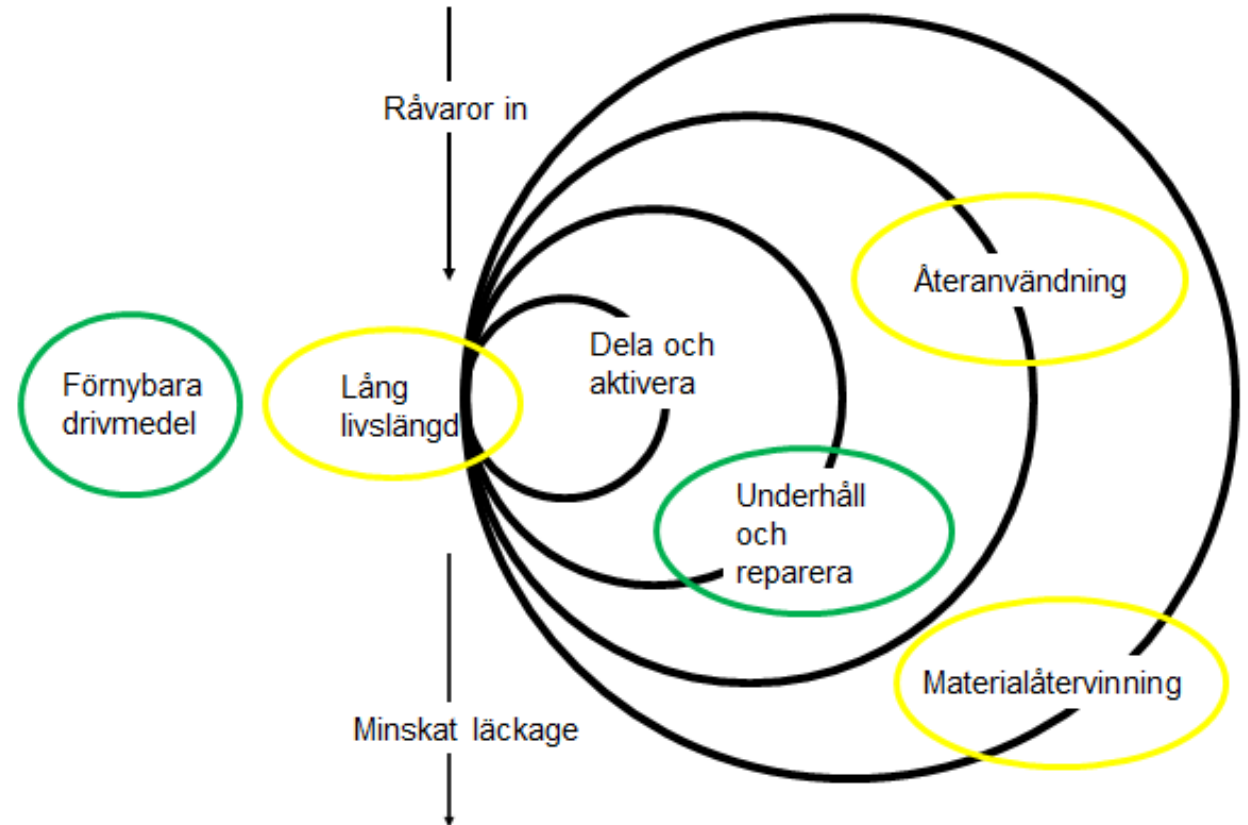 Råvaror in
Återanvändning
Dela och
aktivera
Förnybara
drivmedel
Lång
livslängd
Underhåll
och
reparera
Materialåtervinning
Minskat läckage